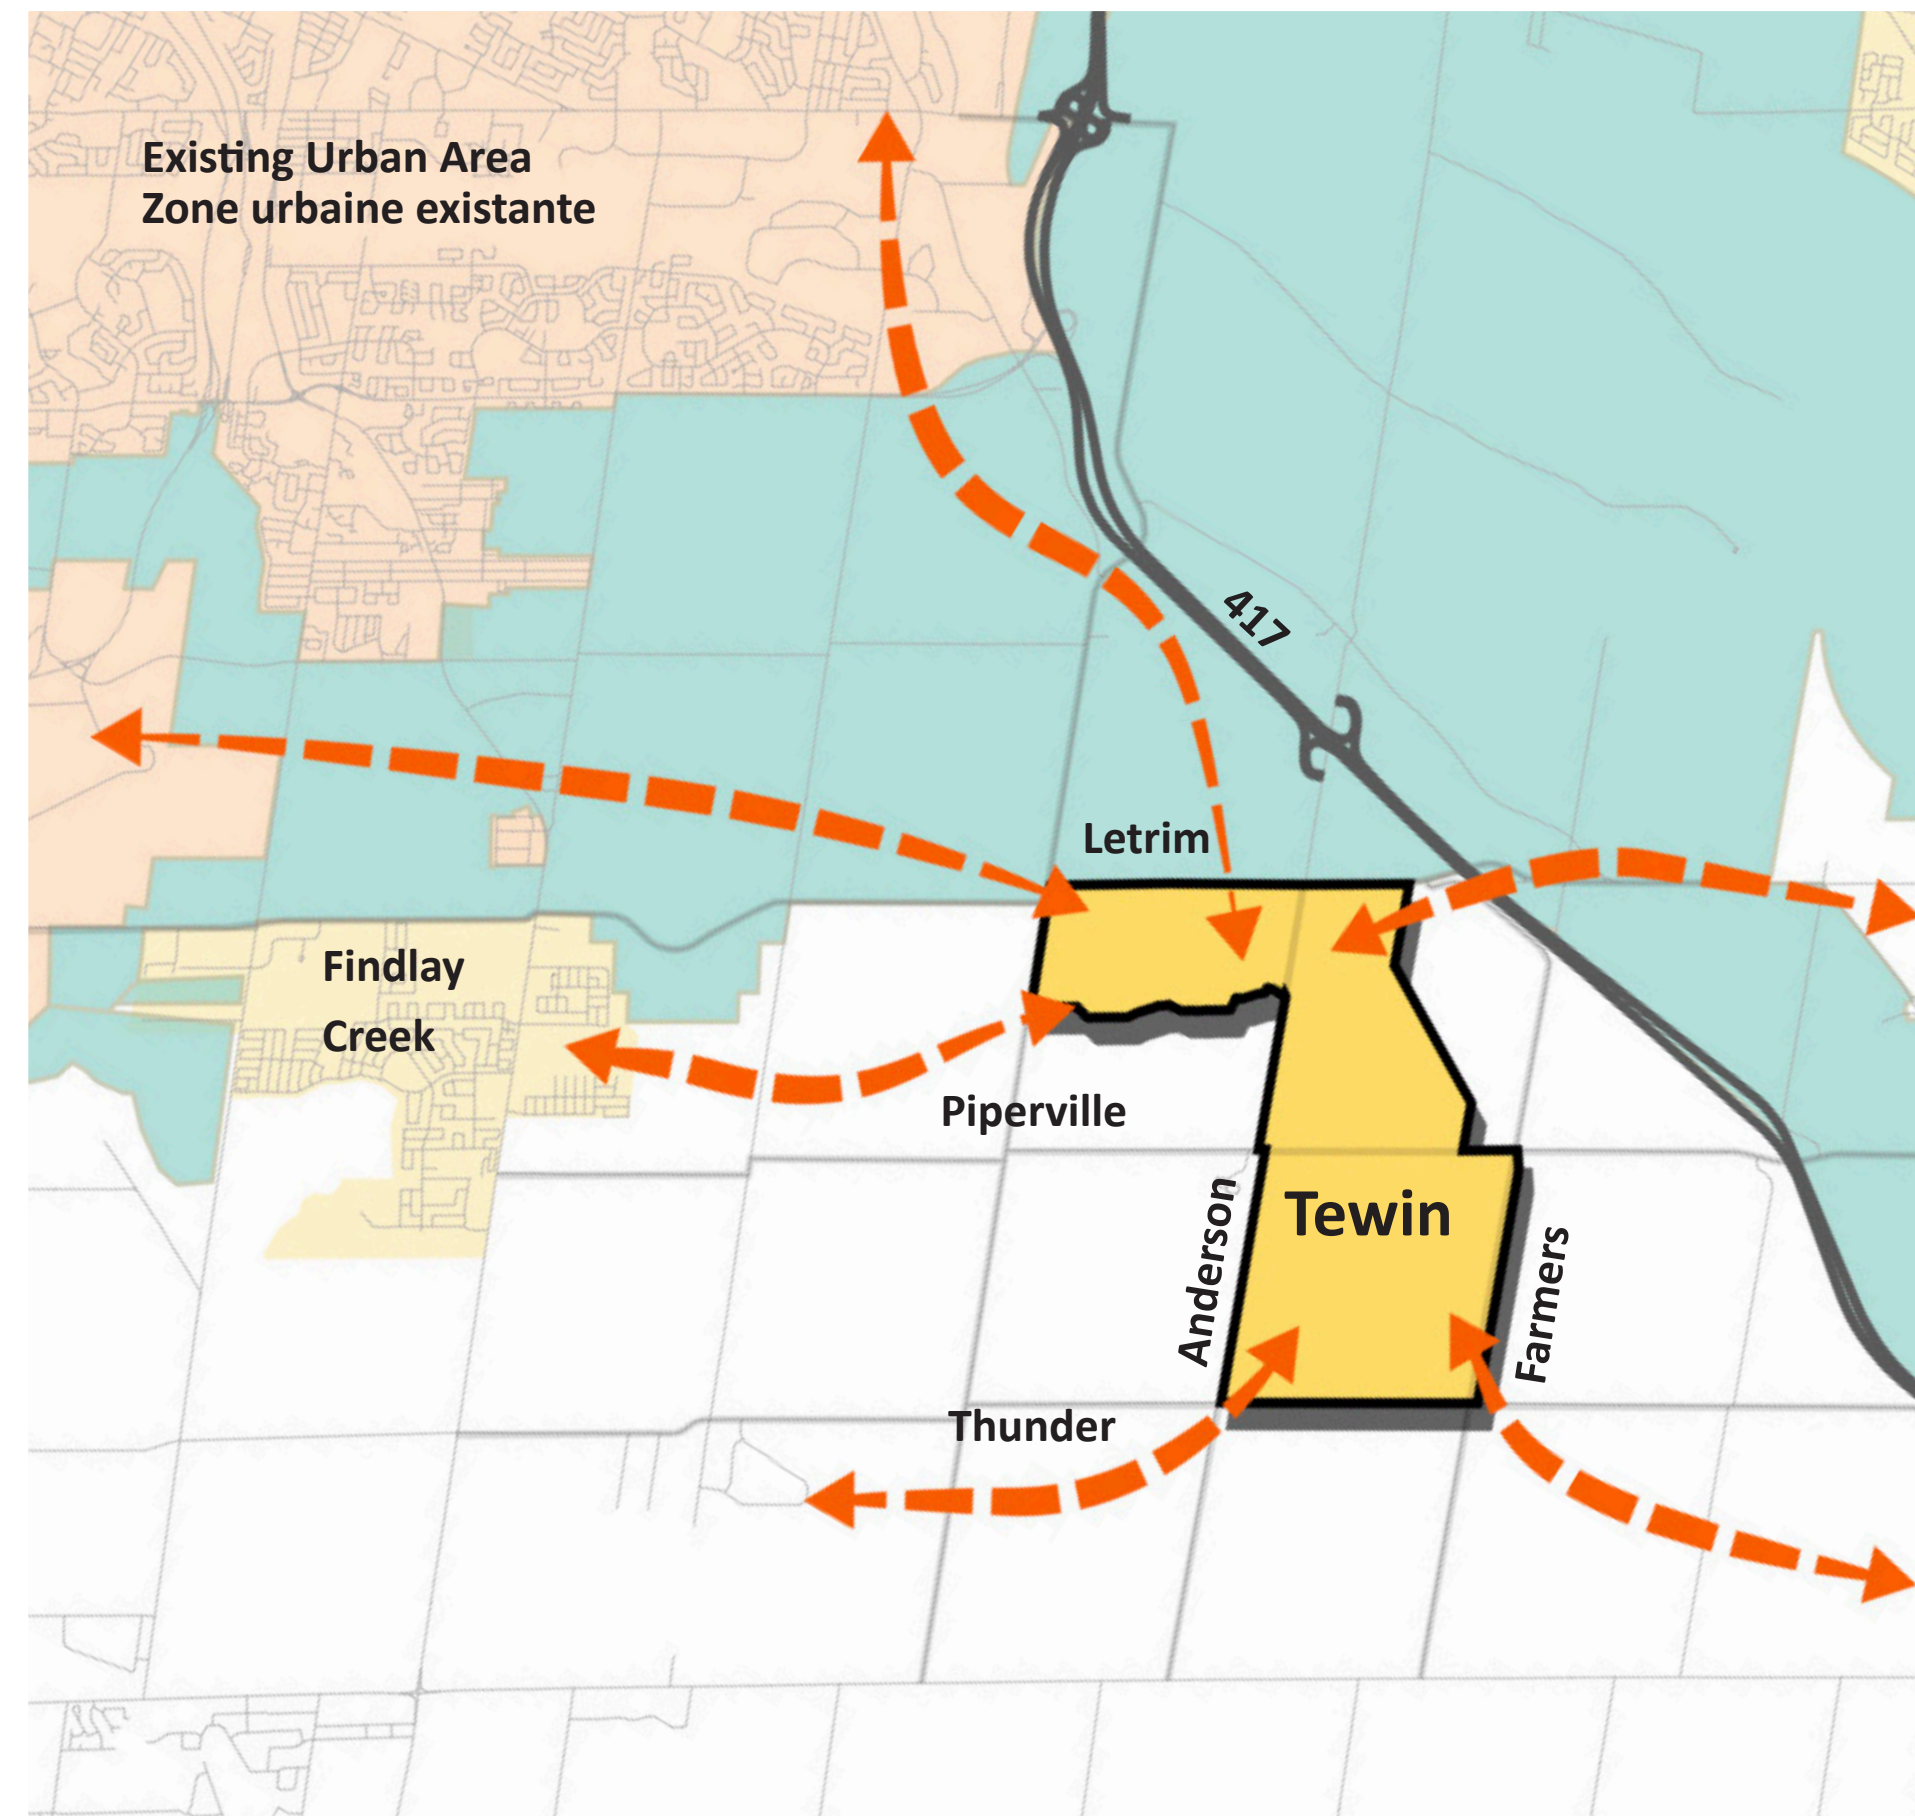 Existing Urban Area
Zone urbaine existante
417
Letrim
Findlay
Creek
Piperville
Tewin
Anderson
Farmers
Thunder